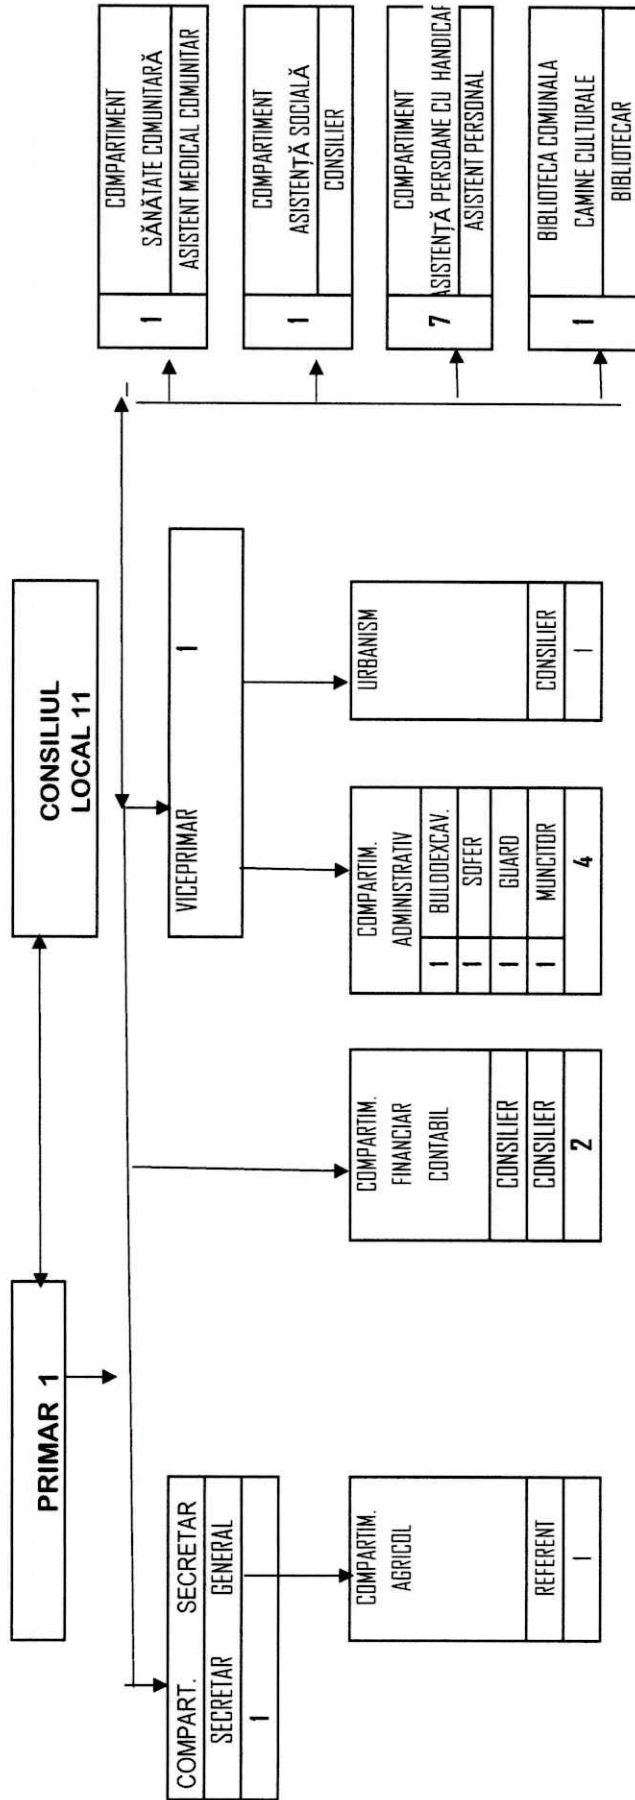 PRIMAR 1
CONSILIUL
LOCAL 11
COMPART. SECRETAR
SECRETAR GENERAL
1
VICEPRIMAR 1
COMPARTIM.
AGRICOL
REFERENT
1
COMPARTIM.
FINANCIAR
CONTABIL
CONSILIER
CONSILIER
2
COMPARTIM.
ADMINISTRATIV
1 BULDOEXCAV.
1 SOFER
1 GUARD
1 MUNCITOR
4
URBANISM
CONSILIER
1
1
COMPARTIMENT
SĂNĂTATE COMUNITARĂ
ASISTENT MEDICAL COMUNITAR
1
COMPARTIMENT
ASISTENȚĂ SOCIALĂ
CONSILIER
7
COMPARTIMENT
ASISTENȚĂ PERSOANE CU HANDICAP
ASISTENT PERSONAL
1
BIBLIOTECA COMUNALA
CAMINE CULTURALE
BIBLIOTECAR